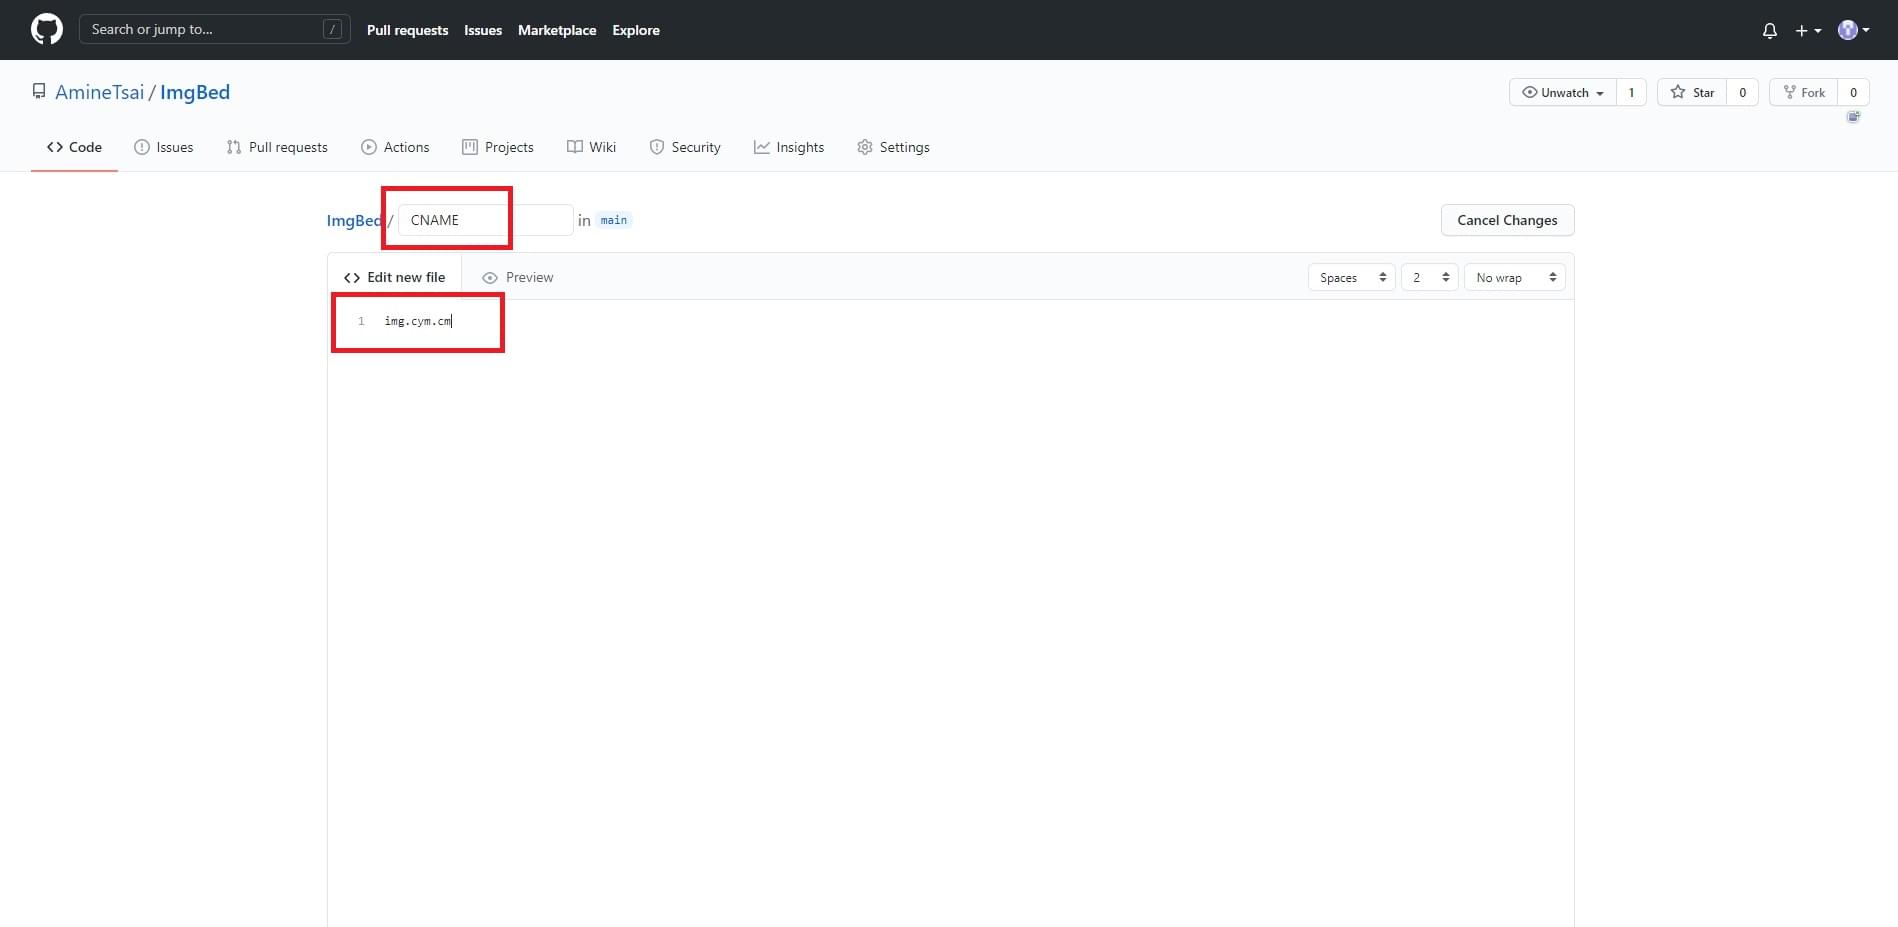 Search or jump to... /
Pull requests Issues Marketplace Explore
AmineTsai / ImgBed
Unwatch 1 Star 0 Fork 0
Code Issues Pull requests Actions Projects Wiki Security Insights Settings
ImgBed / CNAME in main
Cancel Changes
Edit new file Preview
Spaces 2 No wrap
1 img.cym.cm